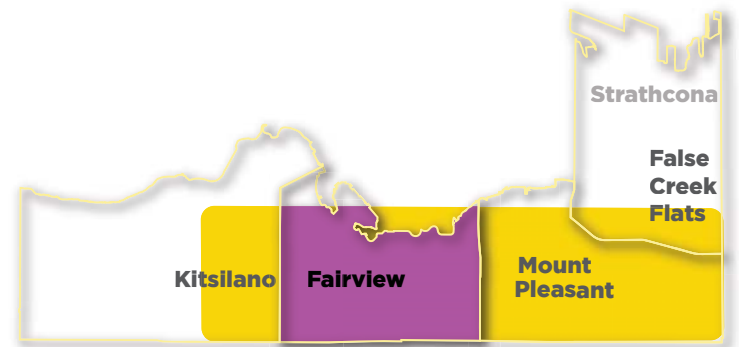 Strathcona
False
Creek
Flats
Kitsilano
Fairview
Mount
Pleasant